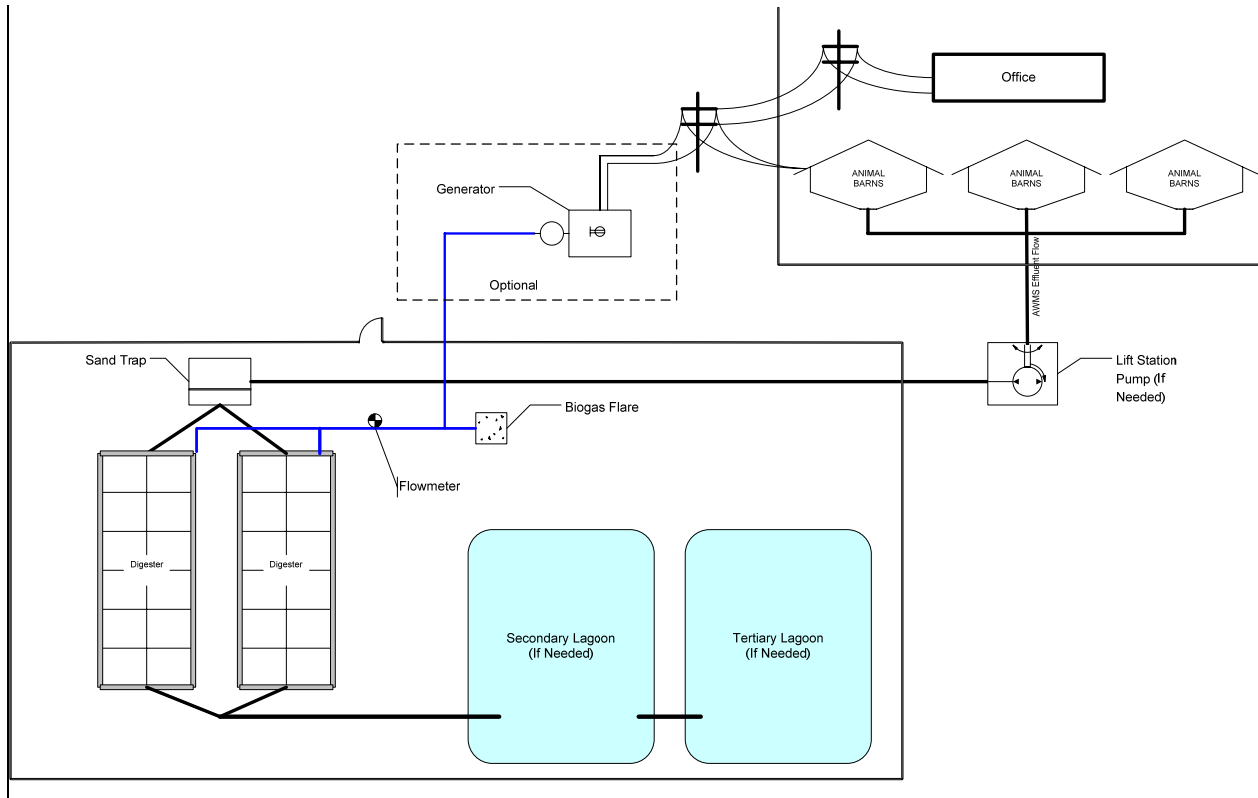 Office
ANIMAL
BARNS
ANIMAL
BARNS
ANIMAL
BARNS
Generator
Optional
AWMS Effluent Flow
Sand Trap
Lift Station
Pump (If
Needed)
Biogas Flare
Flowmeter
Digester
Digester
Secondary Lagoon
(If Needed)
Tertiary Lagoon
(If Needed)